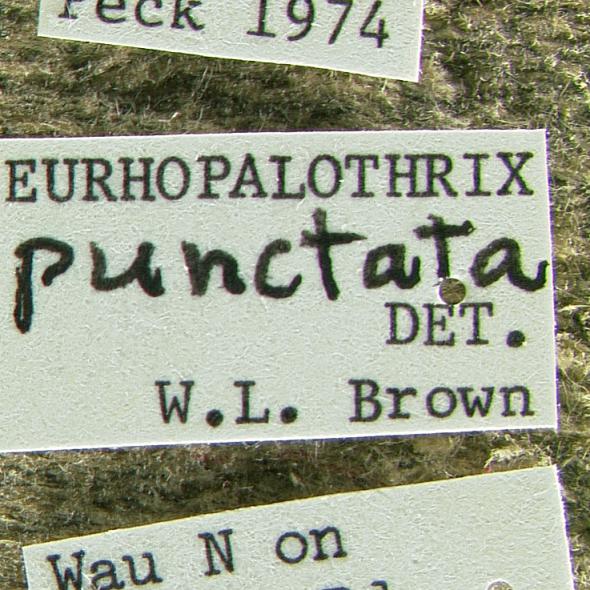 Peck 1974
EURHOPALOTHRIX
punctata
DET.
W.L. Brown
Wau N on